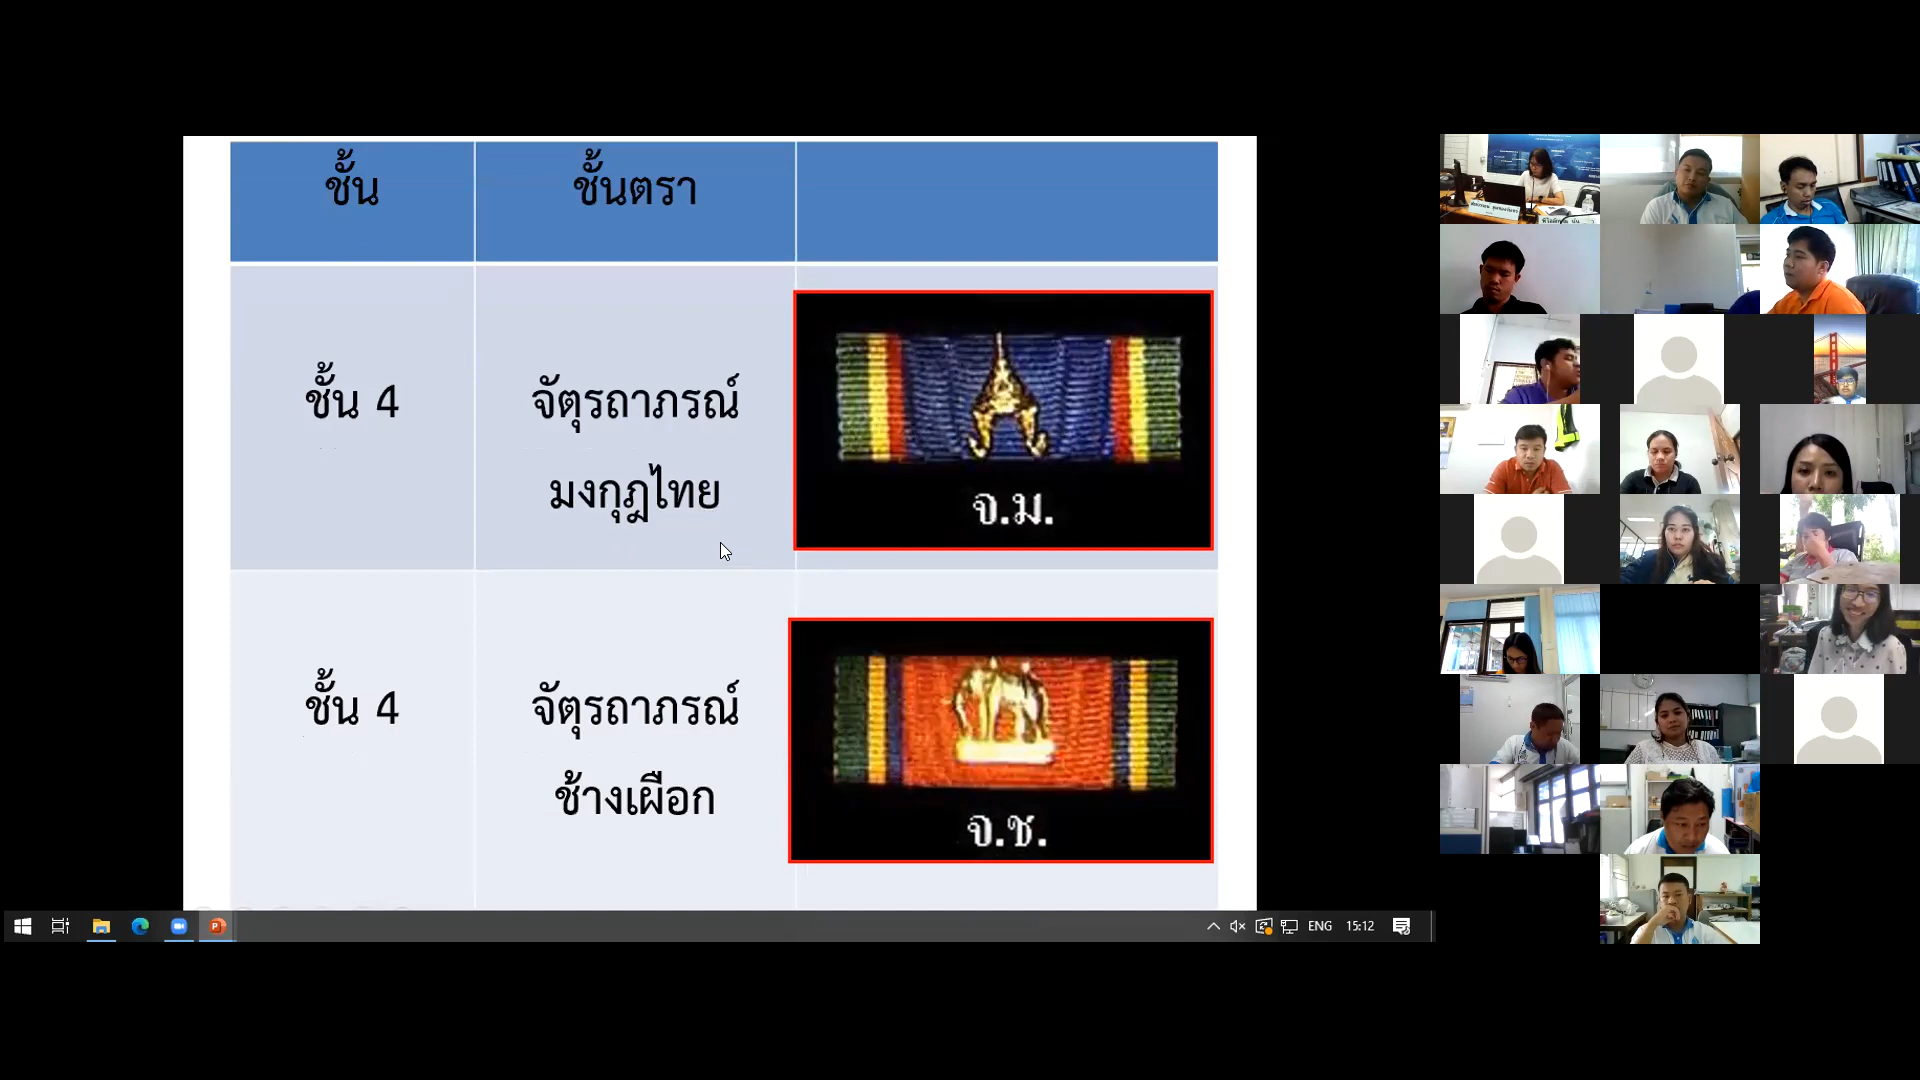 ชั้น
ชั้นตรา
ชั้น 4
จัตุรถาภรณ์
มงกุฎไทย
จ.ม.
ชั้น 4
จัตุรถาภรณ์
ช้างเผือก
จ.ช.
ENG
15:12